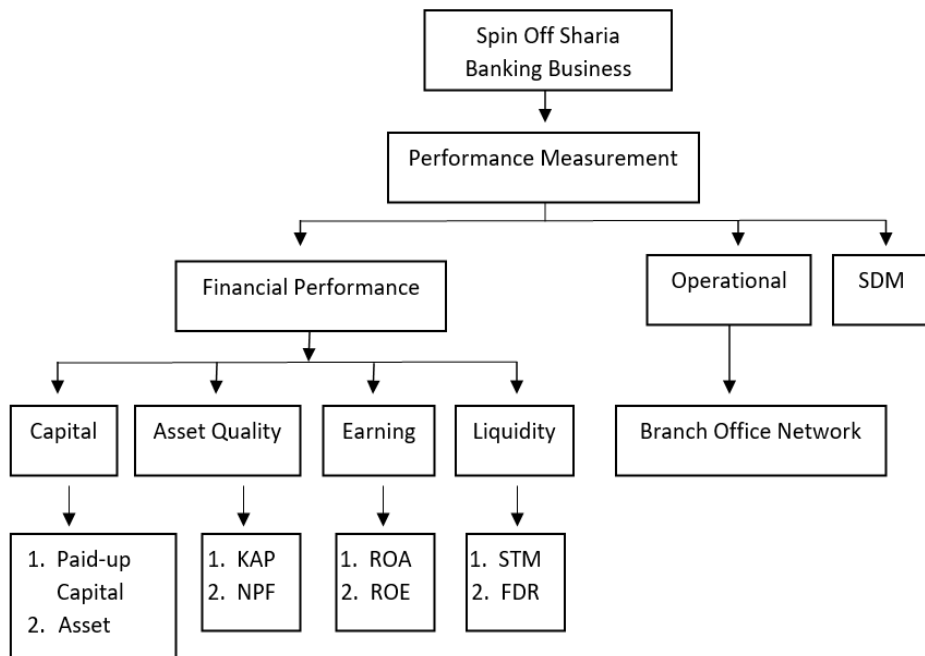 Spin Off Sharia
Banking Business
Performance Measurement
Financial Performance
Operational
SDM
Capital
Asset Quality
Earning
Liquidity
Branch Office Network
1. Paid-up
Capital
2. Asset
1. KAP
2. NPF
1. ROA
2. ROE
1. STM
2. FDR